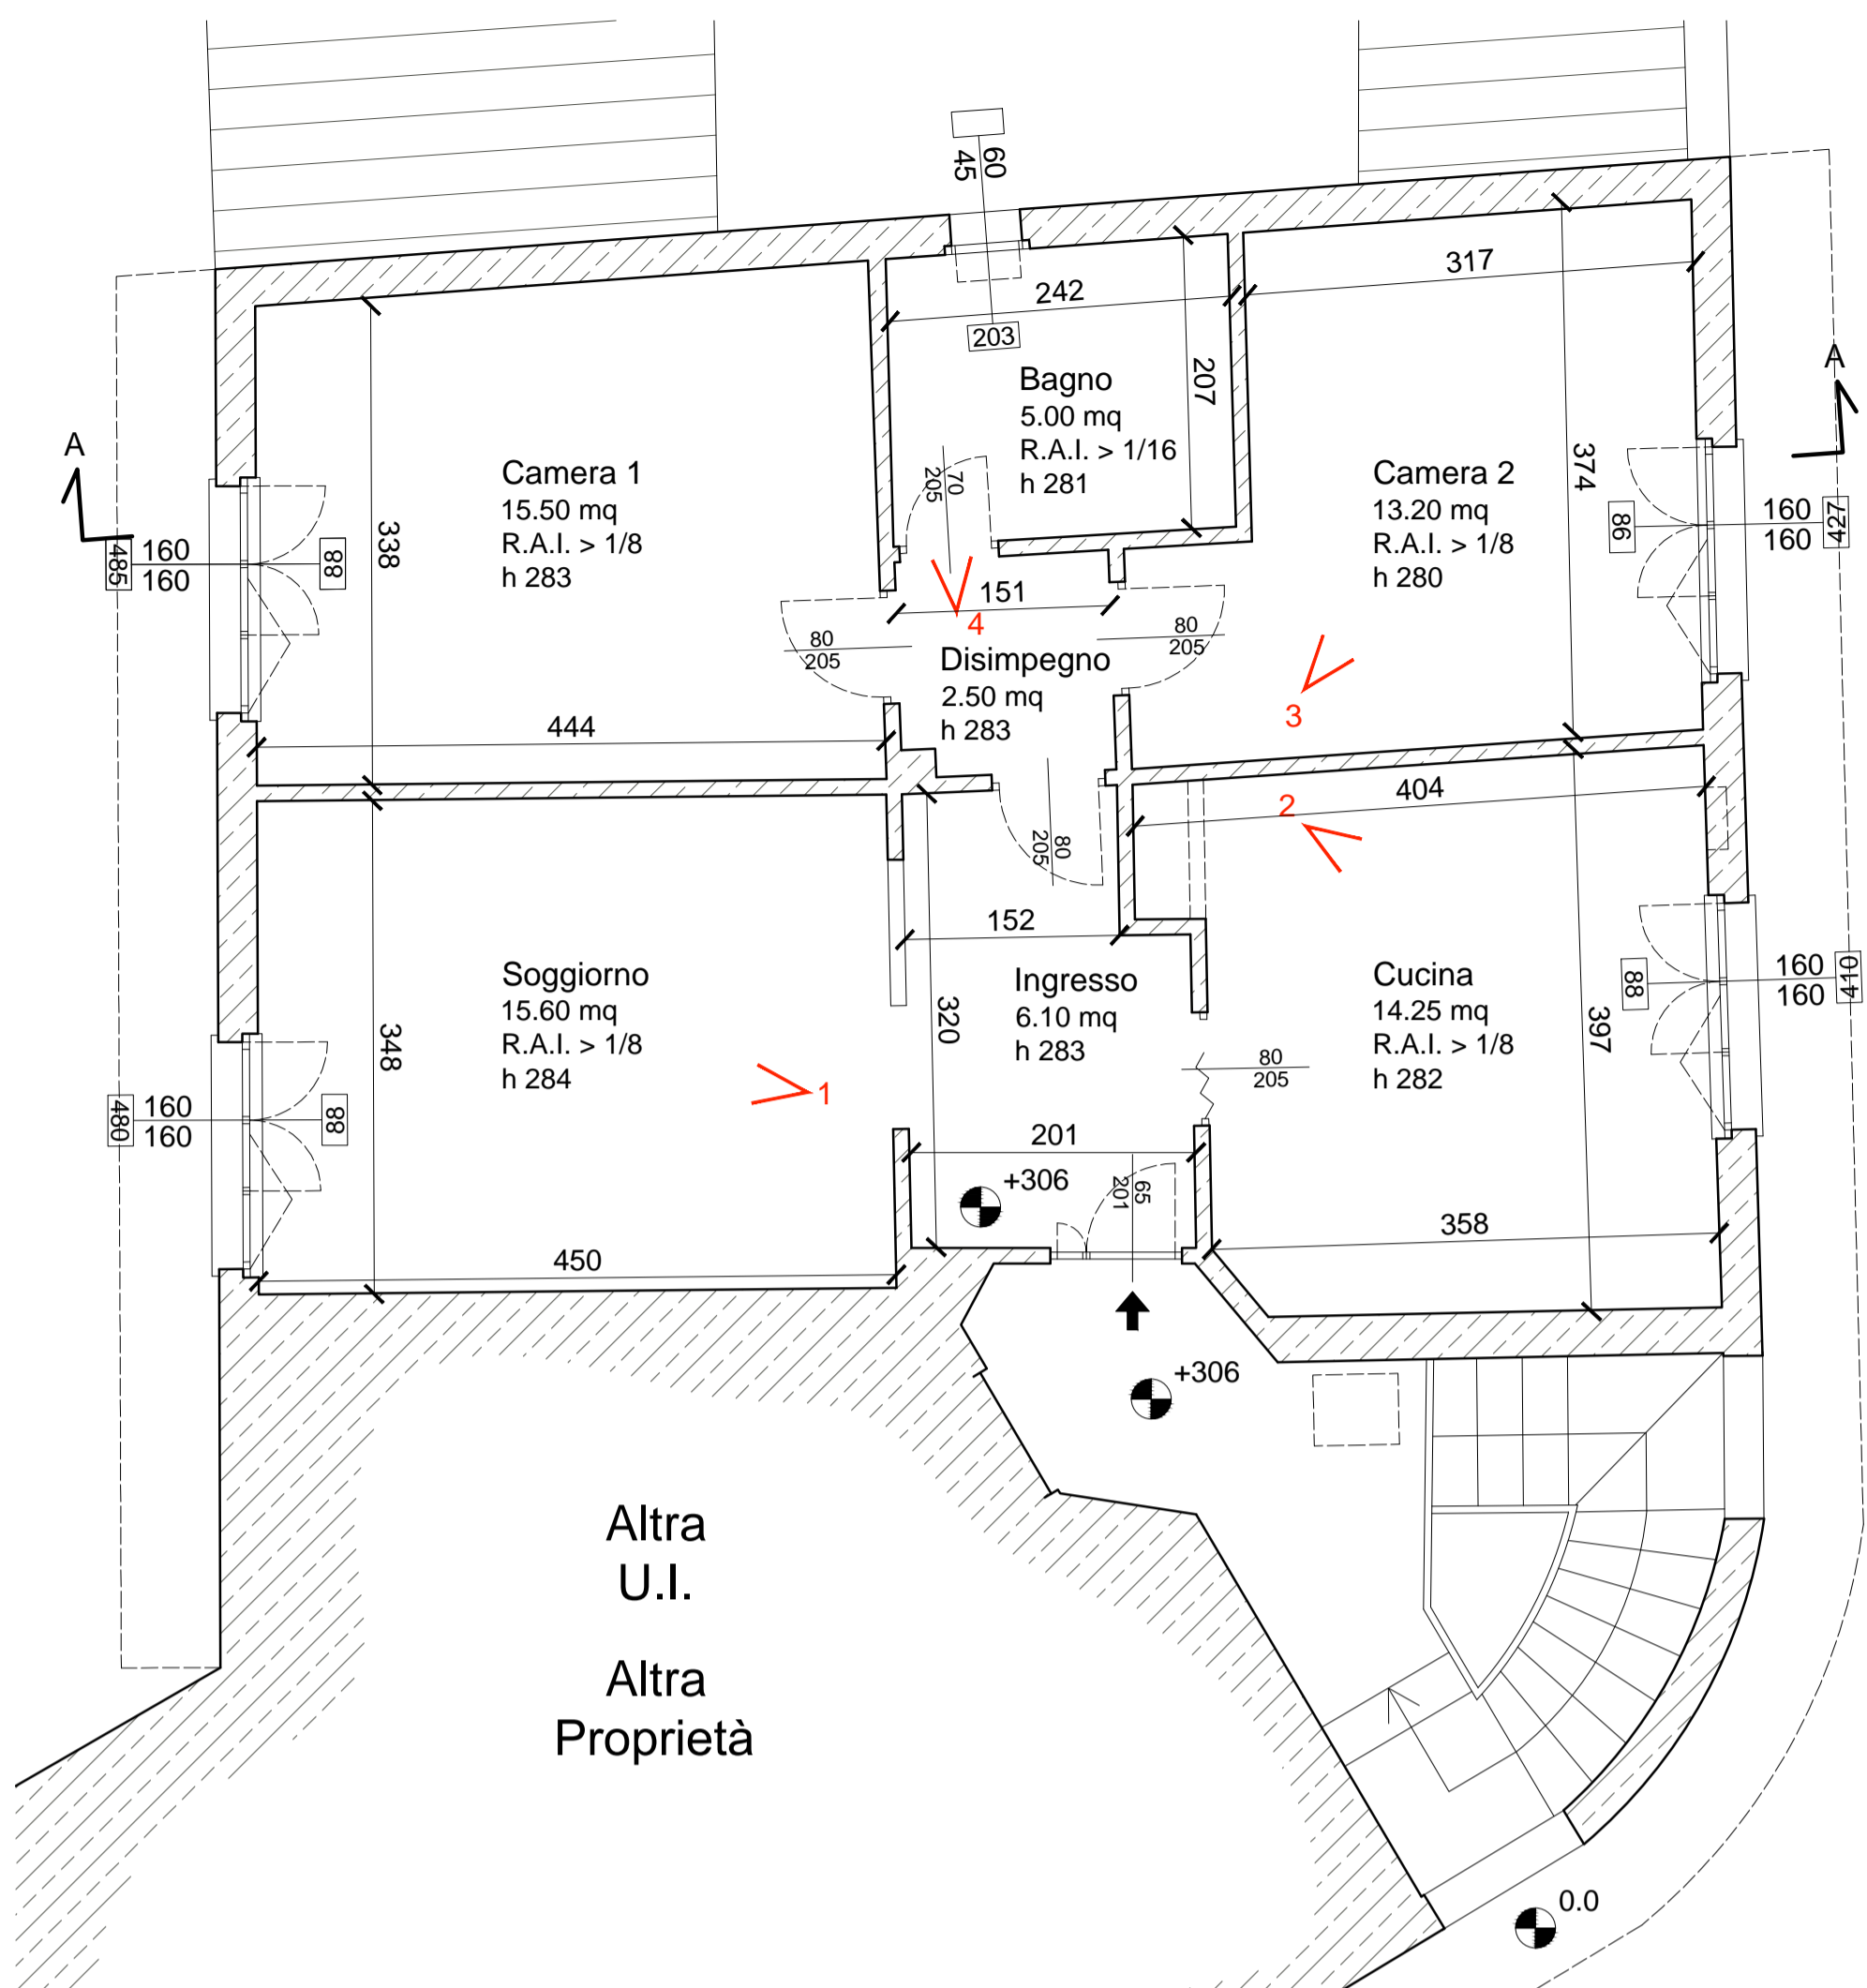 60
45
203
242
317
207
Bagno
5.00 mq
R.A.I. > 1/16
h 281
A
A
Camera 1
15.50 mq
R.A.I. > 1/8
h 283
338
444
485
160
160
88
70
205
Camera 2
13.20 mq
R.A.I. > 1/8
h 280
374
86
160
160
427
151
4
80
205
80
205
Disimpegno
2.50 mq
h 283
3
2
404
80
205
152
Soggiorno
15.60 mq
R.A.I. > 1/8
h 284
348
450
480
160
160
88
1
Ingresso
6.10 mq
h 283
320
201
+306
65
201
80
205
Cucina
14.25 mq
R.A.I. > 1/8
h 282
397
358
88
160
160
410
+306
Altra
U.I.
Altra
Proprietà
0.0